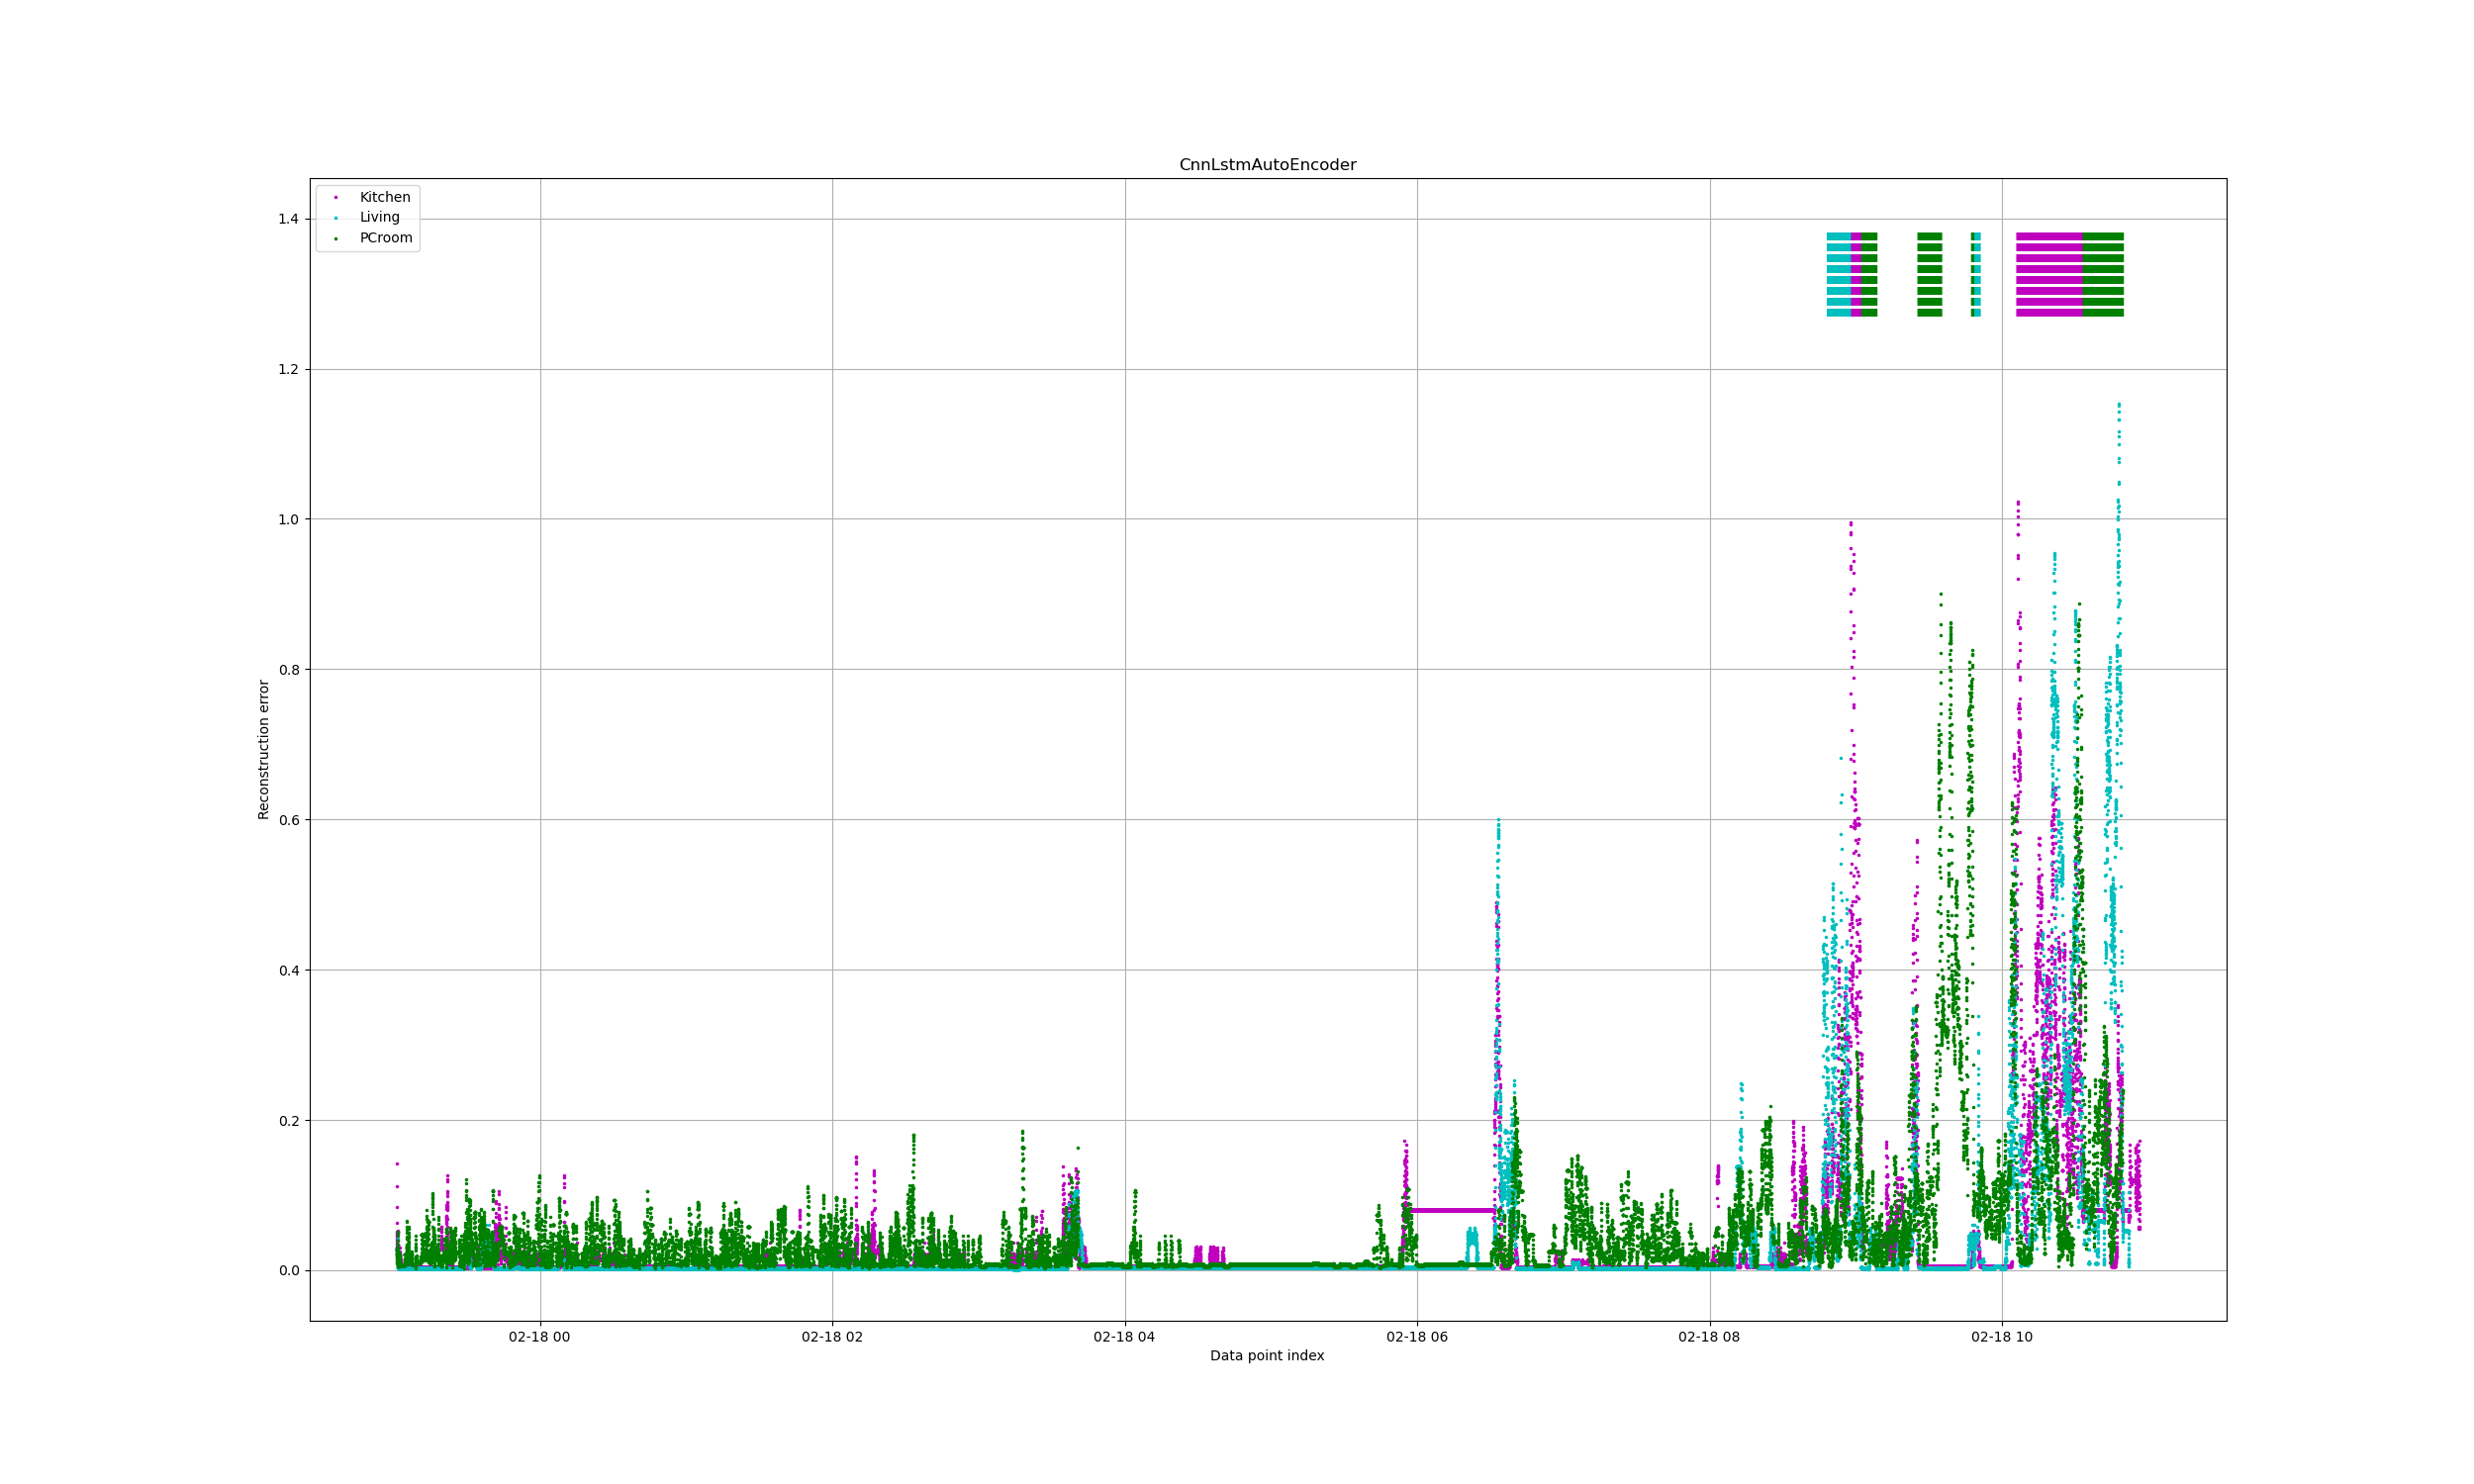 CnnLstmAutoEncoder
Kitchen
Living
PCroom
1.4
1.2
1.0
0.8
0.6
0.4
0.2
0.0
Reconstruction error
02-18 00
02-18 02
02-18 04
02-18 06
02-18 08
02-18 10
Data point index